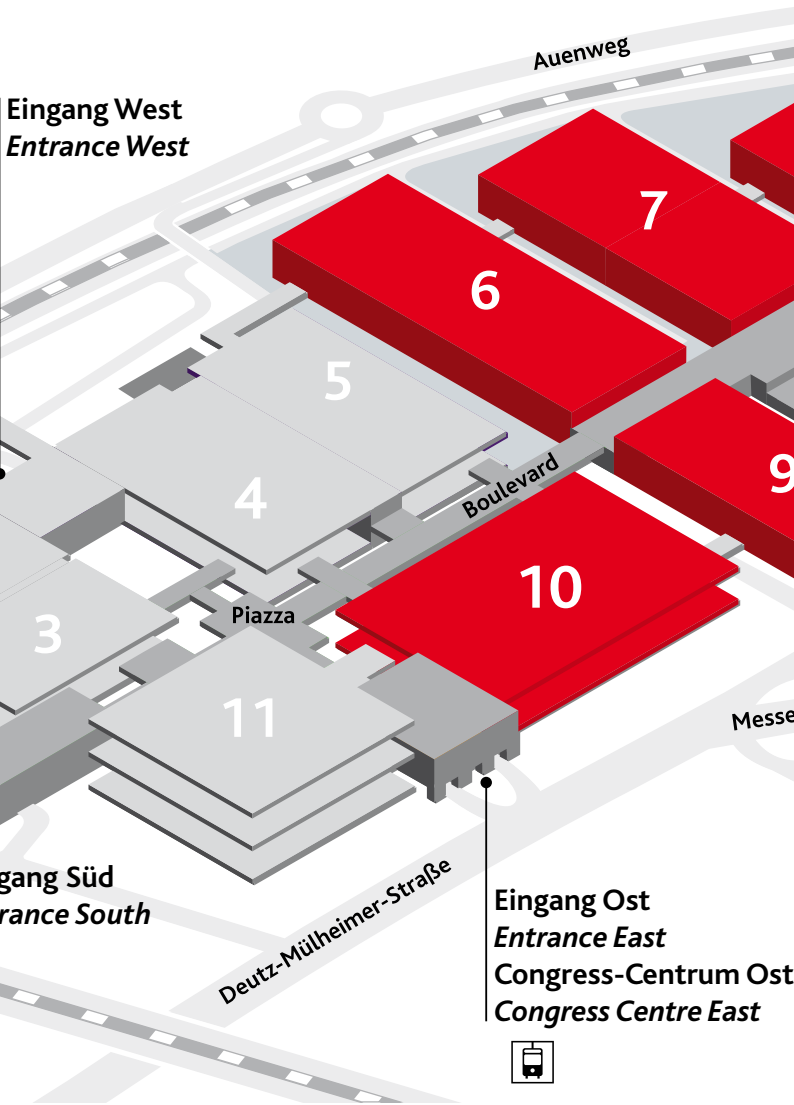 Auenweg
Eingang West
Entrance West
7
6
5
9
4
Boulevard
10
Piazza
3
11
Messe
gang Süd
rance South
Deutz-Mülheimer-Straße
Eingang Ost
Entrance East
Congress-Centrum Ost
Congress Centre East